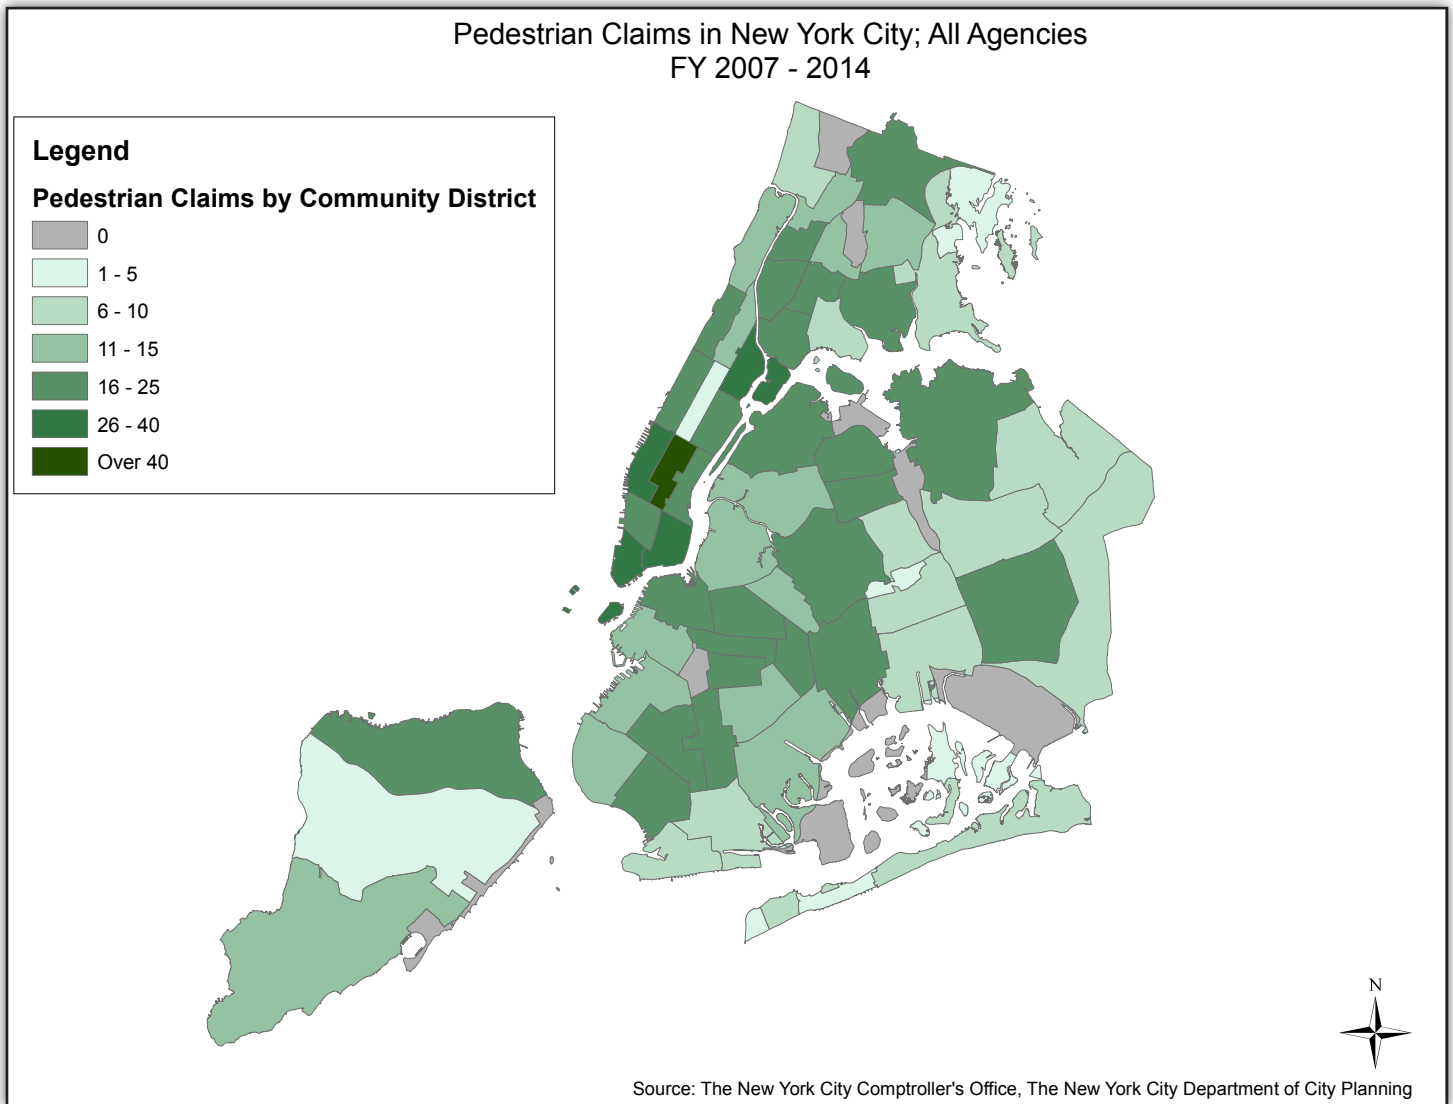 Pedestrian Claims in New York City; All Agencies
FY 2007 - 2014
Legend
Pedestrian Claims by Community District
0
1 - 5
6 - 10
11 - 15
16 - 25
26 - 40
Over 40
N
Source: The New York City Comptroller's Office, The New York City Department of City Planning